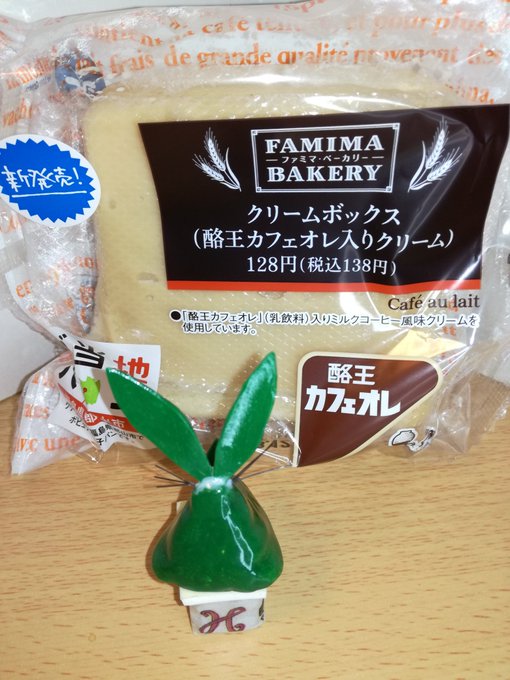 frais de grande qualité provenant des
新発売!
FAMIMA
ファミマ・ベーカリー
BAKERY
クリームボックス
(酪王カフェオレ入りクリーム)
128円(税込138円)
Café au lait
●「酪王カフェオレ」(乳飲料)入りミルクコーヒー風味クリームを
使用しています。
酪王
カフェオレ
地
H